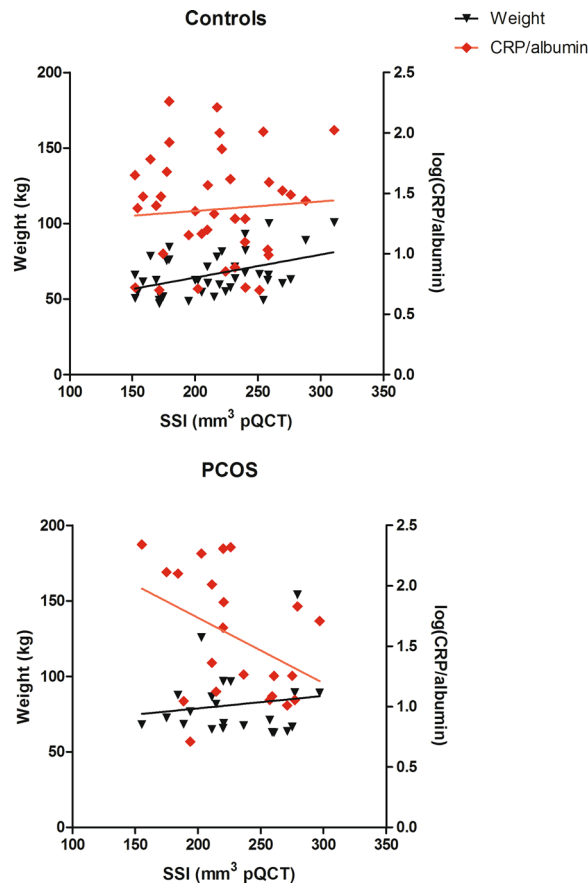 Controls
Weight
CRP/albumin
200
150
100
50
0
Weight (kg)
2.5
2.0
1.5
1.0
0.5
0.0
log(CRP/albumin)
100 150 200 250 300 350
SSI (mm³ pQCT)
PCOS
200
150
100
50
0
Weight (kg)
2.5
2.0
1.5
1.0
0.5
0.0
log(CRP/albumin)
100 150 200 250 300 350
SSI (mm³ pQCT)